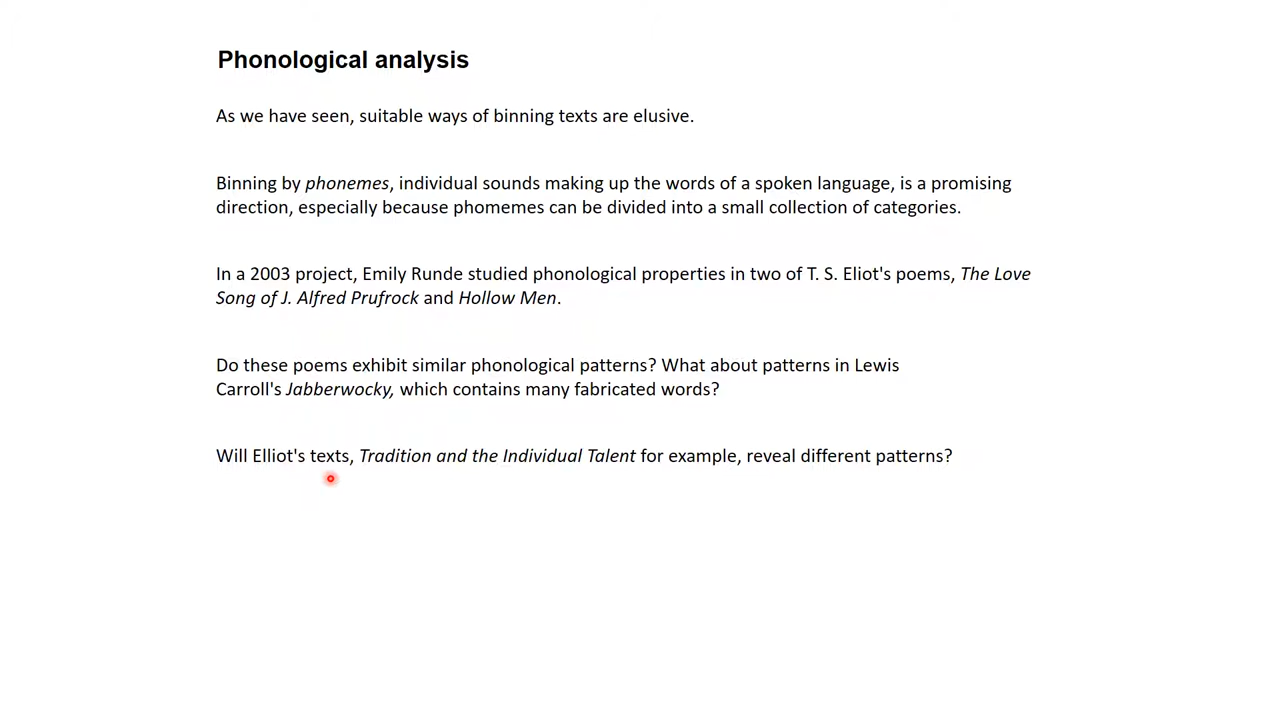 Phonological analysis
As we have seen, suitable ways of binning texts are elusive.
Binning by phonemes, individual sounds making up the words of a spoken language, is a promising
direction, especially because phomemes can be divided into a small collection of categories.
In a 2003 project, Emily Runde studied phonological properties in two of T. S. Eliot's poems, The Love
Song of J. Alfred Prufrock and Hollow Men.
Do these poems exhibit similar phonological patterns? What about patterns in Lewis
Carroll's Jabberwocky, which contains many fabricated words?
Will Elliot's texts, Tradition and the Individual Talent for example, reveal different patterns?